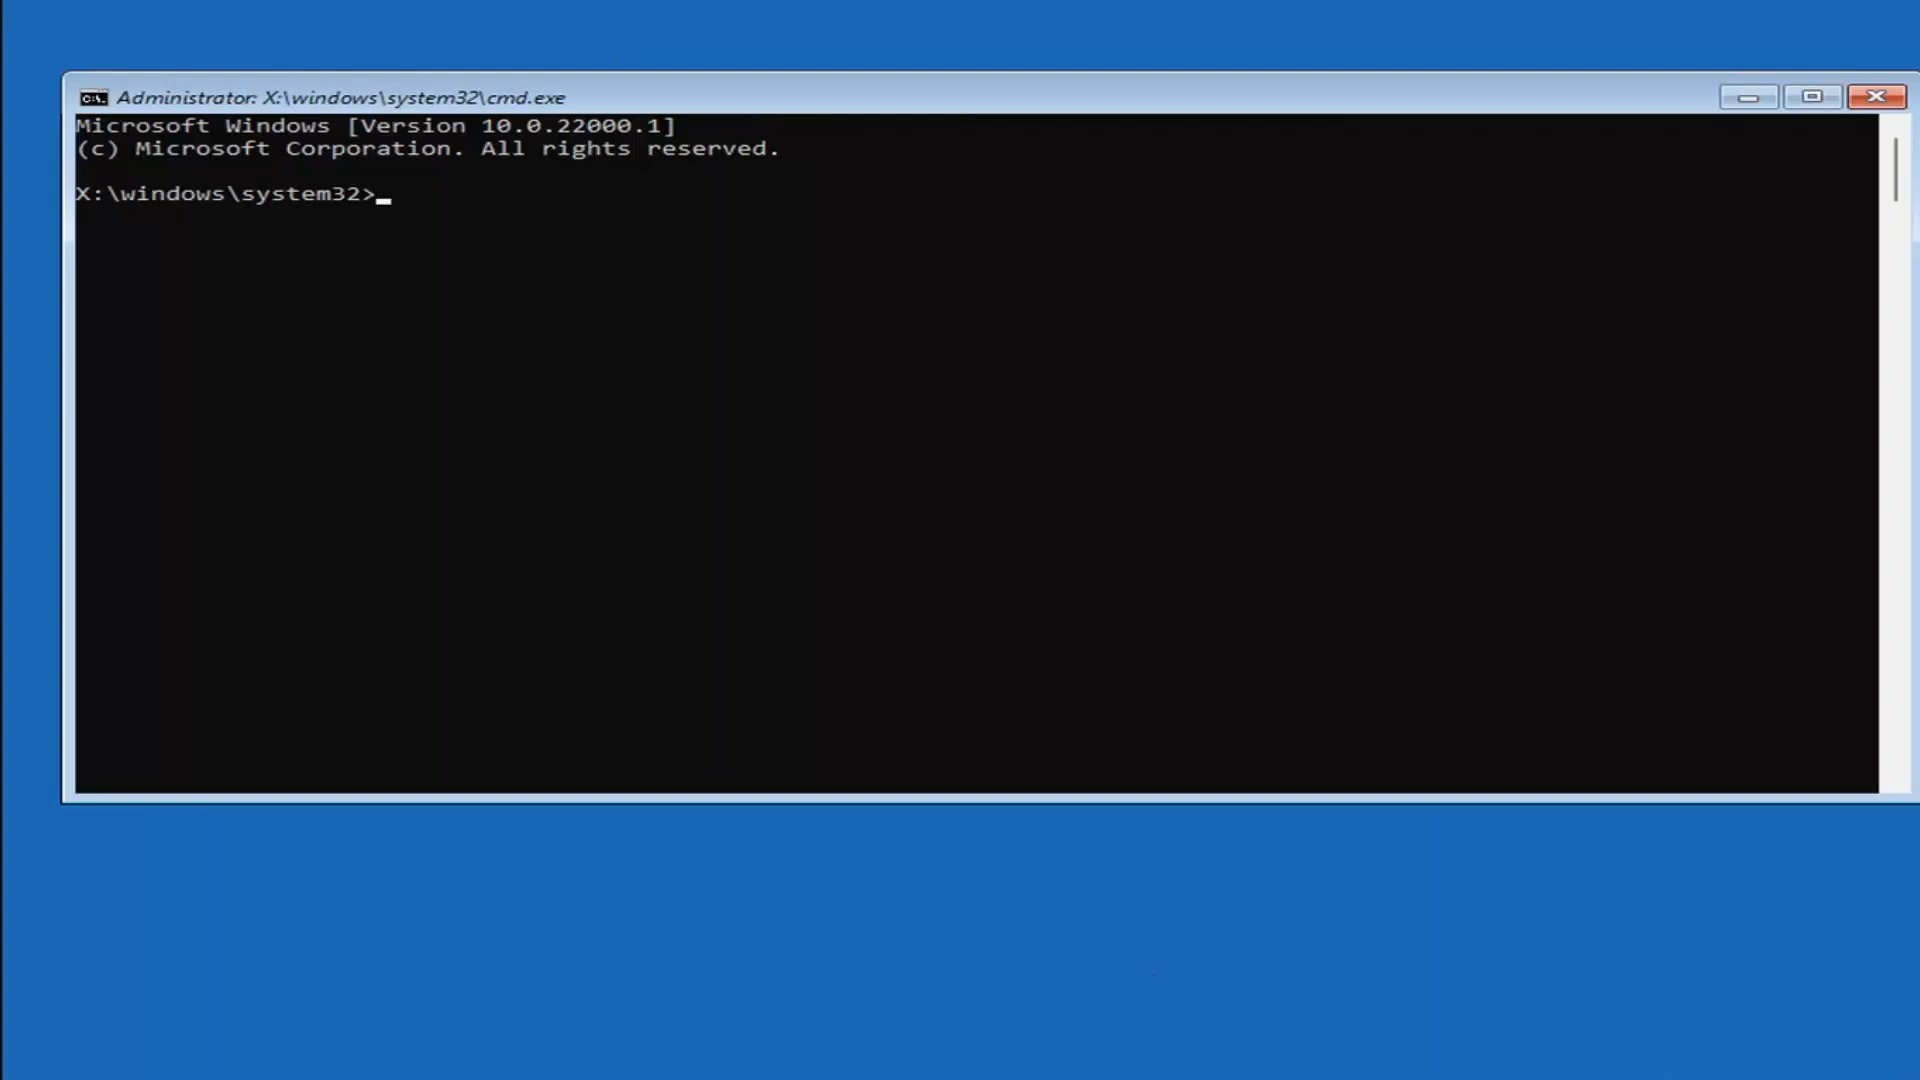 Administrator: X:\windows\system32\cmd.exe
Microsoft Windows [Version 10.0.22000.1]
(c) Microsoft Corporation. All rights reserved.
X:\windows\system32>